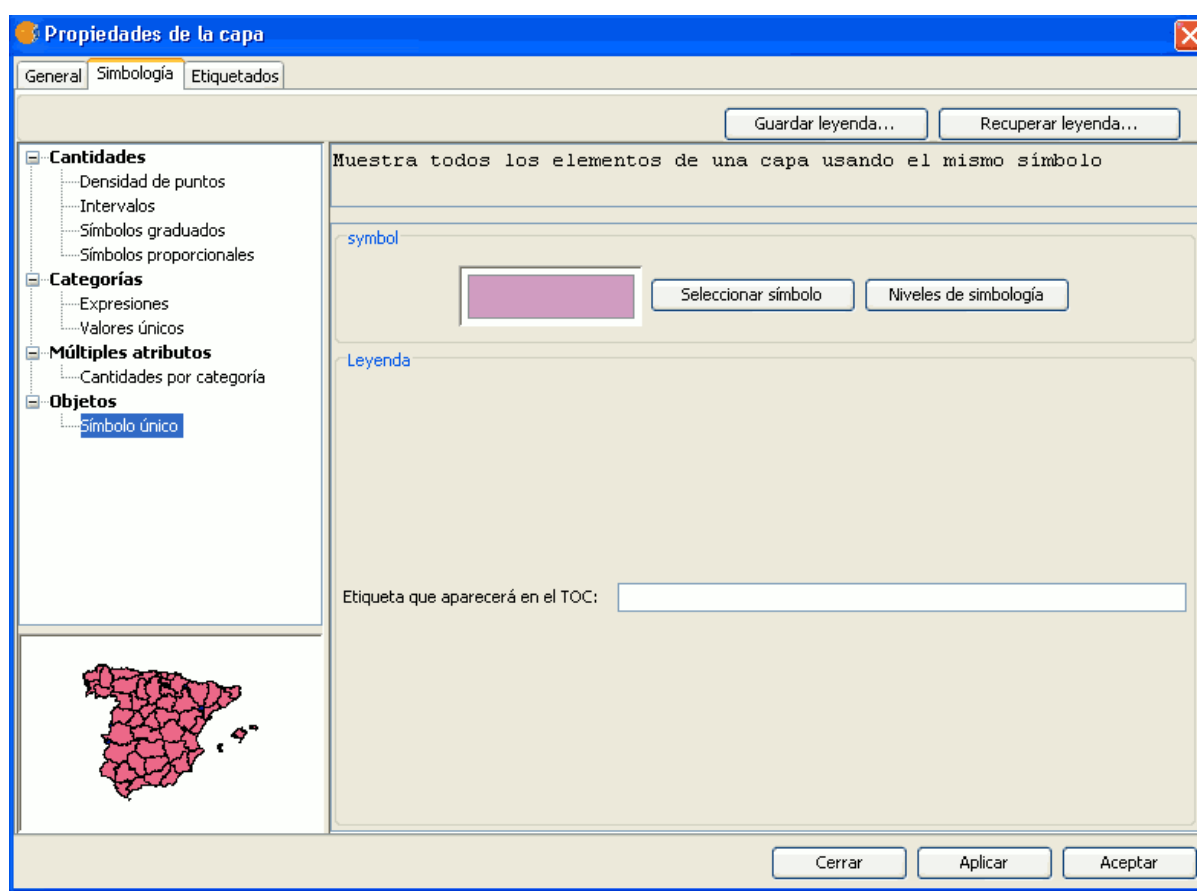 Propiedades de la capa
General Simbología Etiquetados
Guardar leyenda... Recuperar leyenda...
Cantidades
Densidad de puntos
Intervalos
Símbolos graduados
Símbolos proporcionales
Categorías
Expresiones
Valores únicos
Múltiples atributos
Cantidades por categoría
Objetos
Símbolo único
Muestra todos los elementos de una capa usando el mismo símbolo
symbol
Seleccionar símbolo Niveles de simbología
Leyenda
Etiqueta que aparecerá en el TOC:
Cerrar Aplicar Aceptar